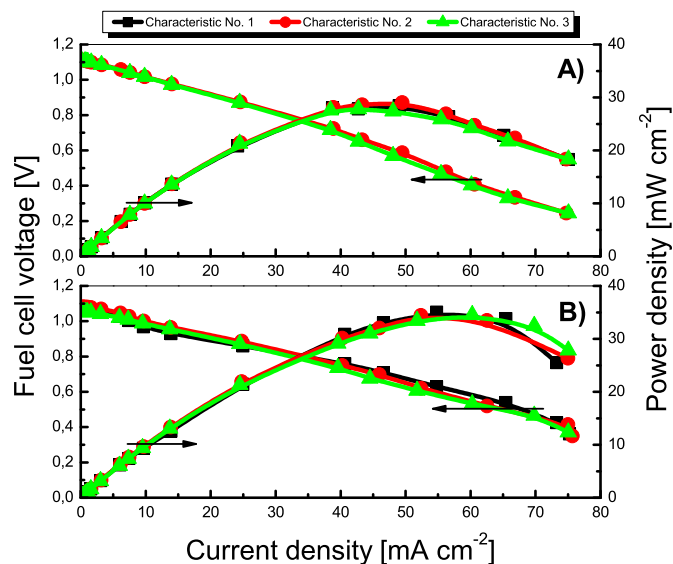 Characteristic No. 1 Characteristic No. 2 Characteristic No. 3
1,2 40
A)
1,0
0,8 30
0,6 20
0,4
0,2 10
0,0 0
0 10 20 30 40 50 60 70 80
1,2 40
B)
1,0
0,8 30
0,6 20
0,4
0,2 10
0,0 0
0 10 20 30 40 50 60 70 80
Fuel cell voltage [V]
Power density [mW cm-2]
Current density [mA cm-2]